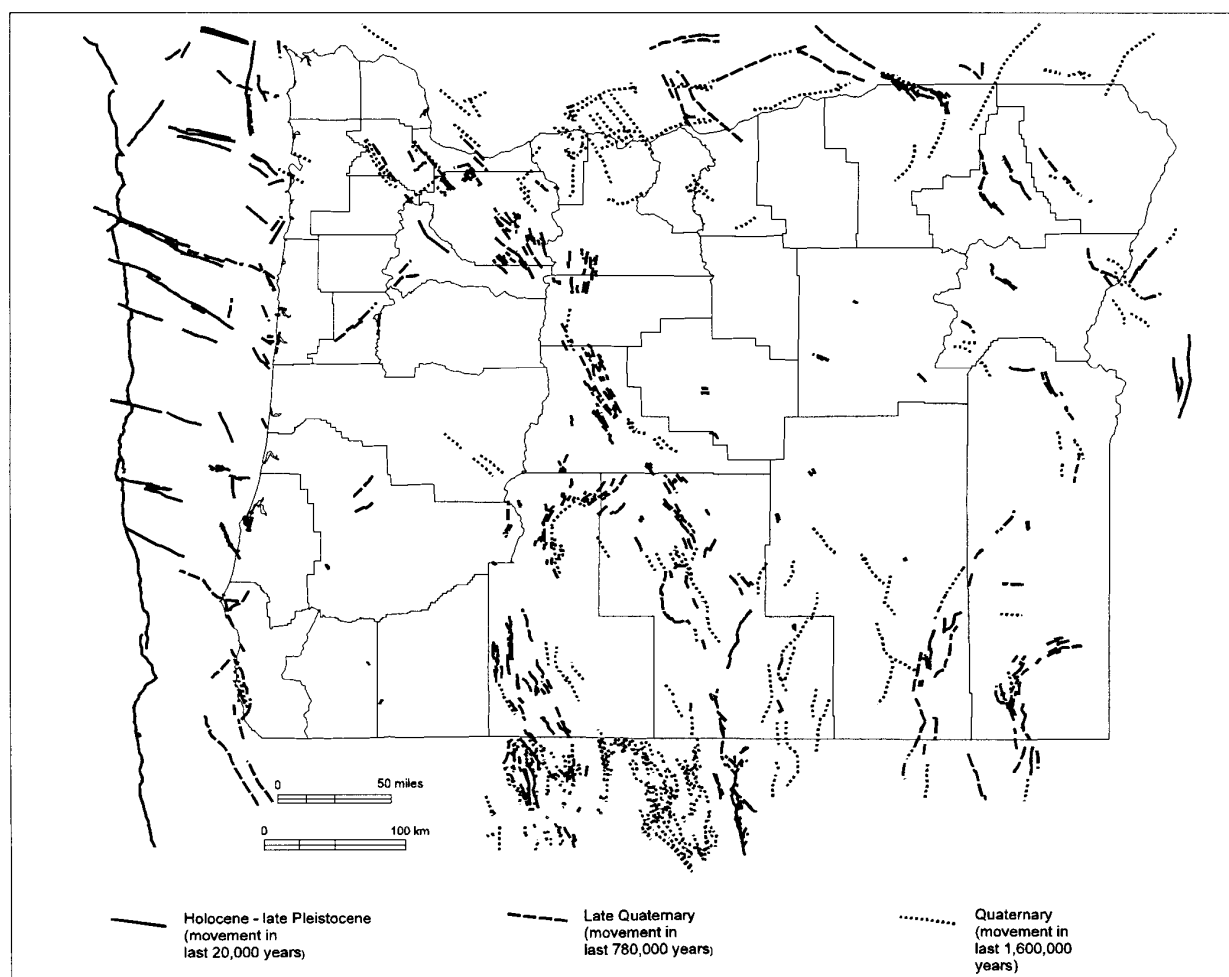 0 50 miles
0 100 km
Holocene - late Pleistocene
(movement in
last 20,000 years)
Late Quaternary
(movement in
last 780,000 years)
Quaternary
(movement in
last 1,600,000
years)